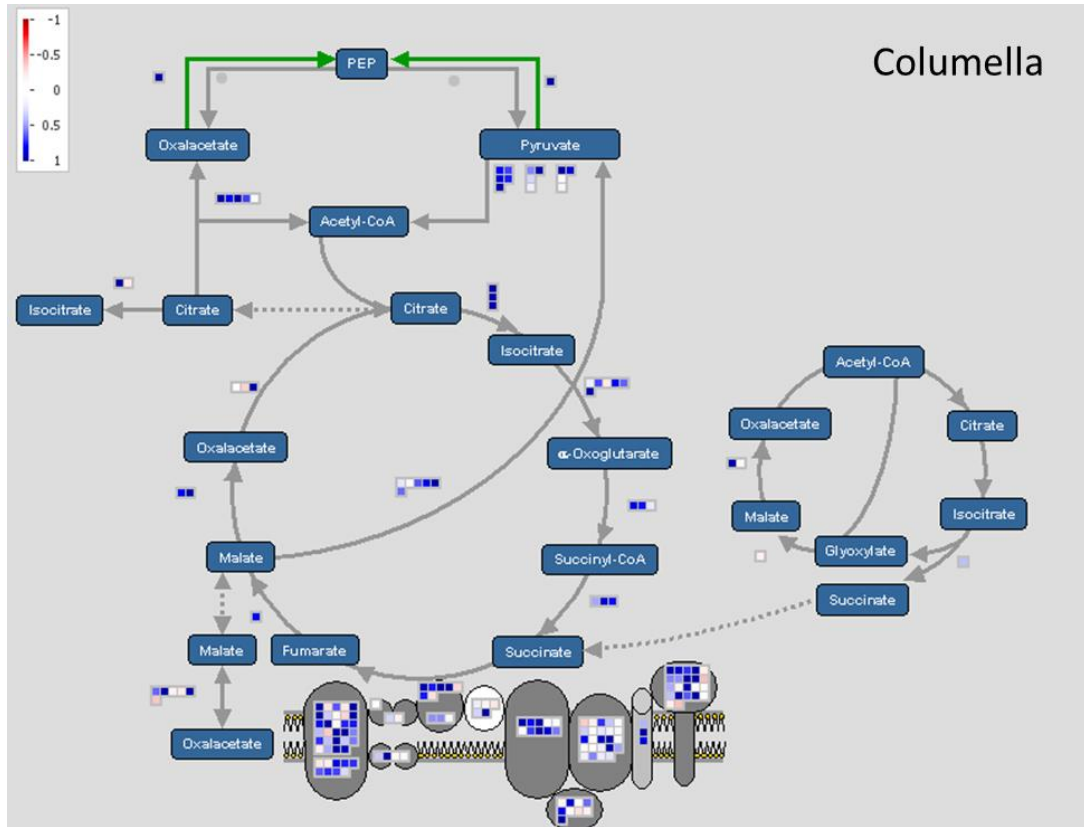 -1
-0.5
0
0.5
1
Columella
PEP
Oxalacetate
Pyruvate
Acetyl-CoA
Isocitrate
Citrate
Citrate
Isocitrate
Acetyl-CoA
Oxalacetate
Citrate
Oxalacetate
α-Oxoglutarate
Malate
Isocitrate
Glyoxylate
Malate
Succinyl-CoA
Succinate
Malate
Fumarate
Succinate
Oxalacetate